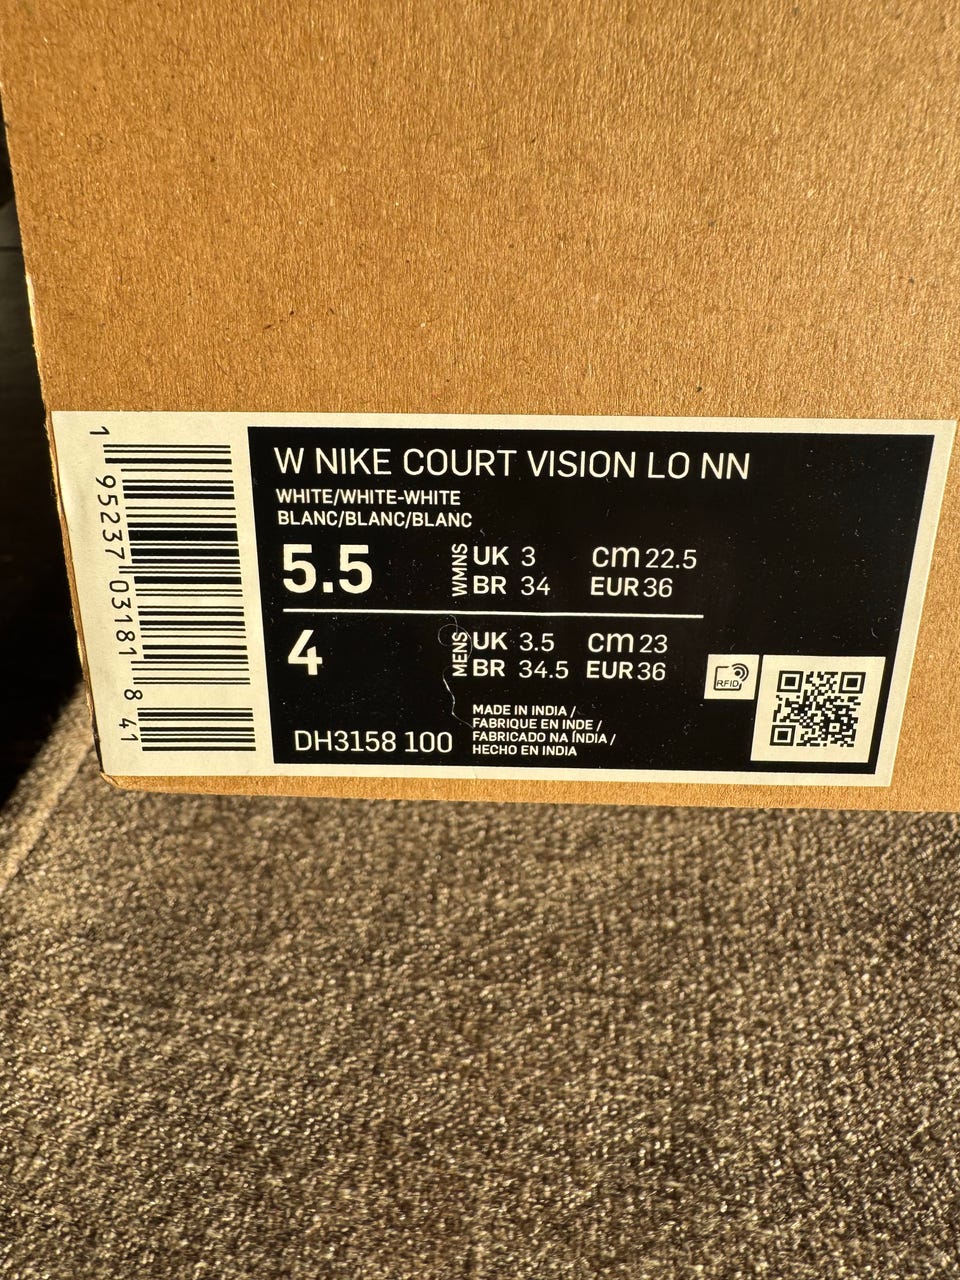 1 95237 03181 8 41
W NIKE COURT VISION LO NN
WHITE/WHITE-WHITE
BLANC/BLANC/BLANC
5.5 WMNS UK 3 cm 22.5
BR 34 EUR 36
4 MENS UK 3.5 cm 23
BR 34.5 EUR 36
RFID
DH3158 100
MADE IN INDIA /
FABRIQUE EN INDE /
FABRICADO NA ÍNDIA /
HECHO EN INDIA